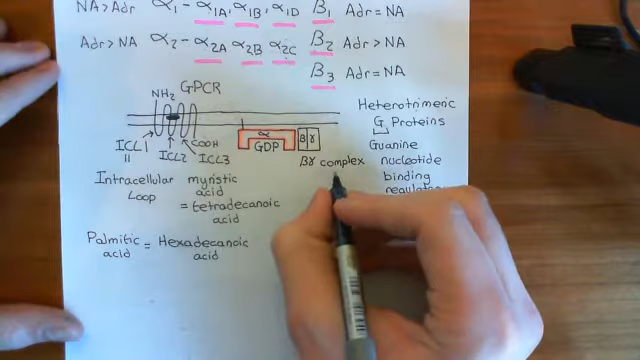 NA>Adr α1 - α1A, α1B, α1D β1 Adr = NA
Adr > NA α2 - α2A α2B α2C β2 Adr > NA
β3 Adr = NA
NH2 GPCR
Heterotrimeric
G Proteins
ICL1 ICL2 COOH ICL3
α
GDP
β γ
Guanine
nucleotide
binding
βγ complex
Intracellular
Loop
myristic
acid
= tetradecanoic
acid
Palmitic
acid
= Hexadecanoic
acid